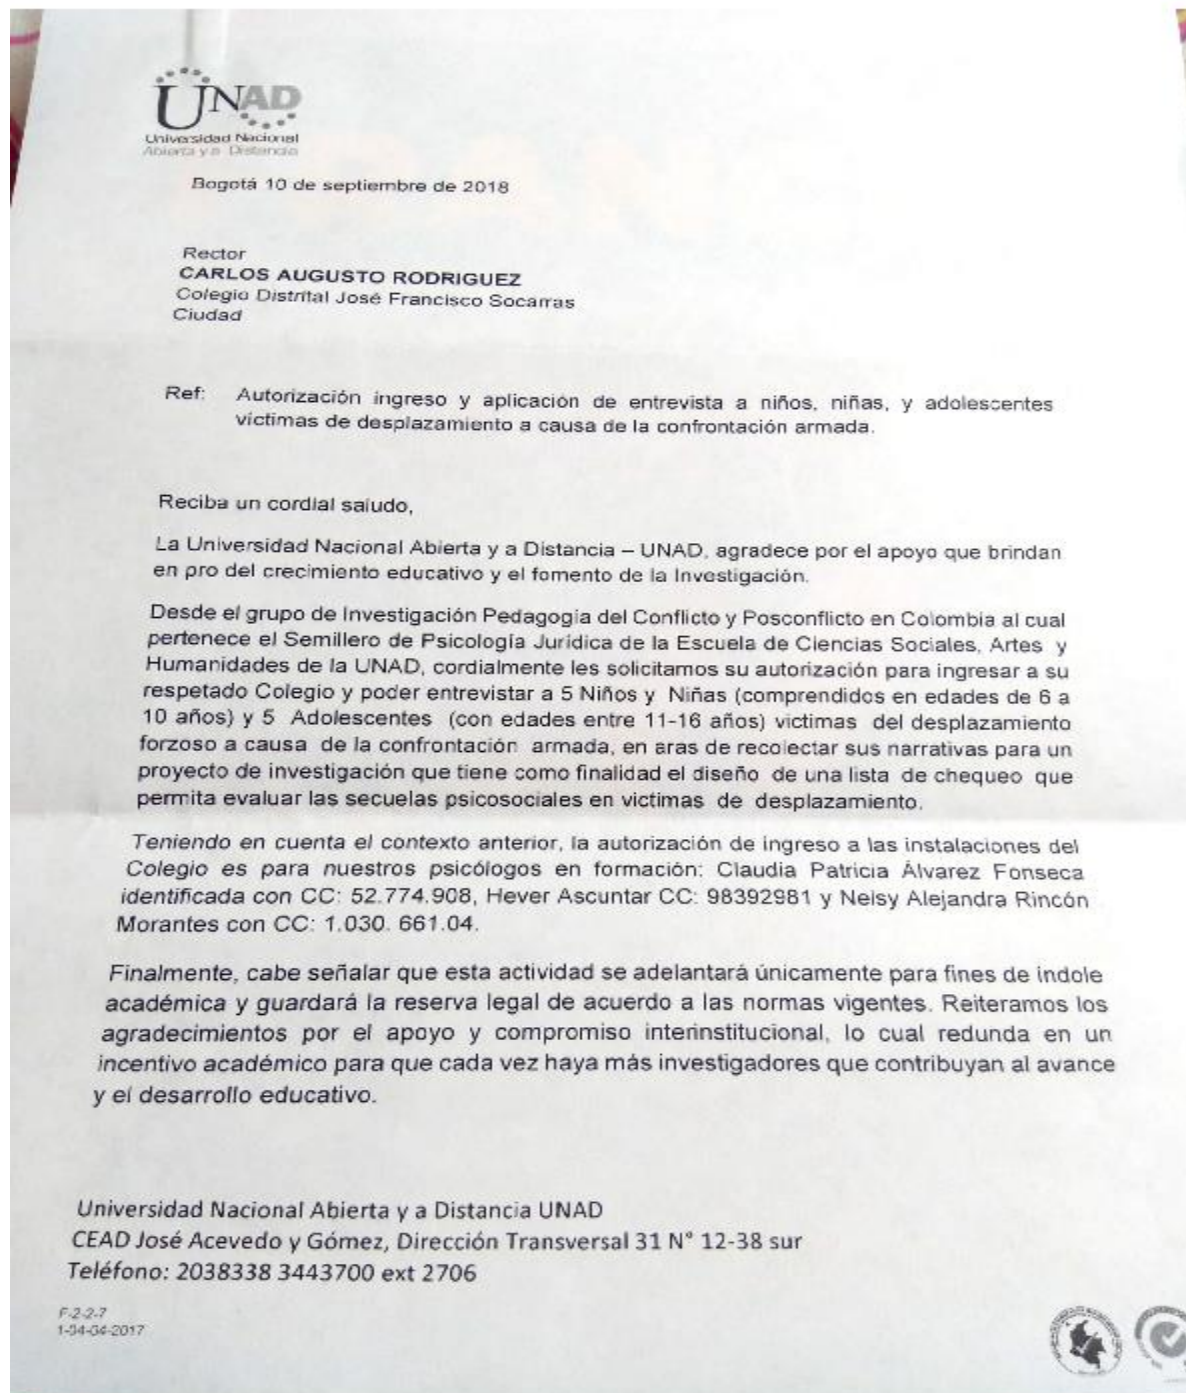 UNAD
Universidad Nacional
Abierta y a Distancia
Bogotá 10 de septiembre de 2018
Rector
CARLOS AUGUSTO RODRIGUEZ
Colegio Distrital José Francisco Socarras
Ciudad
Ref: Autorización ingreso y aplicación de entrevista a niños, niñas, y adolescentes
víctimas de desplazamiento a causa de la confrontación armada.
Reciba un cordial saludo,
La Universidad Nacional Abierta y a Distancia – UNAD, agradece por el apoyo que brindan
en pro del crecimiento educativo y el fomento de la Investigación.
Desde el grupo de Investigación Pedagogía del Conflicto y Posconflicto en Colombia al cual
pertenece el Semillero de Psicología Jurídica de la Escuela de Ciencias Sociales, Artes y
Humanidades de la UNAD, cordialmente les solicitamos su autorización para ingresar a su
respetado Colegio y poder entrevistar a 5 Niños y Niñas (comprendidos en edades de 6 a
10 años) y 5 Adolescentes (con edades entre 11-16 años) victimas del desplazamiento
forzoso a causa de la confrontación armada, en aras de recolectar sus narrativas para un
proyecto de investigación que tiene como finalidad el diseño de una lista de chequeo que
permita evaluar las secuelas psicosociales en victimas de desplazamiento.
Teniendo en cuenta el contexto anterior, la autorización de ingreso a las instalaciones del
Colegio es para nuestros psicólogos en formación: Claudia Patricia Álvarez Fonseca
identificada con CC: 52.774.908, Hever Ascuntar CC: 98392981 y Nelsy Alejandra Rincón
Morantes con CC: 1.030. 661.04.
Finalmente, cabe señalar que esta actividad se adelantará únicamente para fines de índole
académica y guardará la reserva legal de acuerdo a las normas vigentes. Reiteramos los
agradecimientos por el apoyo y compromiso interinstitucional, lo cual redunda en un
incentivo académico para que cada vez haya más investigadores que contribuyan al avance
y el desarrollo educativo.
Universidad Nacional Abierta y a Distancia UNAD
CEAD José Acevedo y Gómez, Dirección Transversal 31 N° 12-38 sur
Teléfono: 2038338 3443700 ext 2706
F-2-2-7
1-04-04-2017